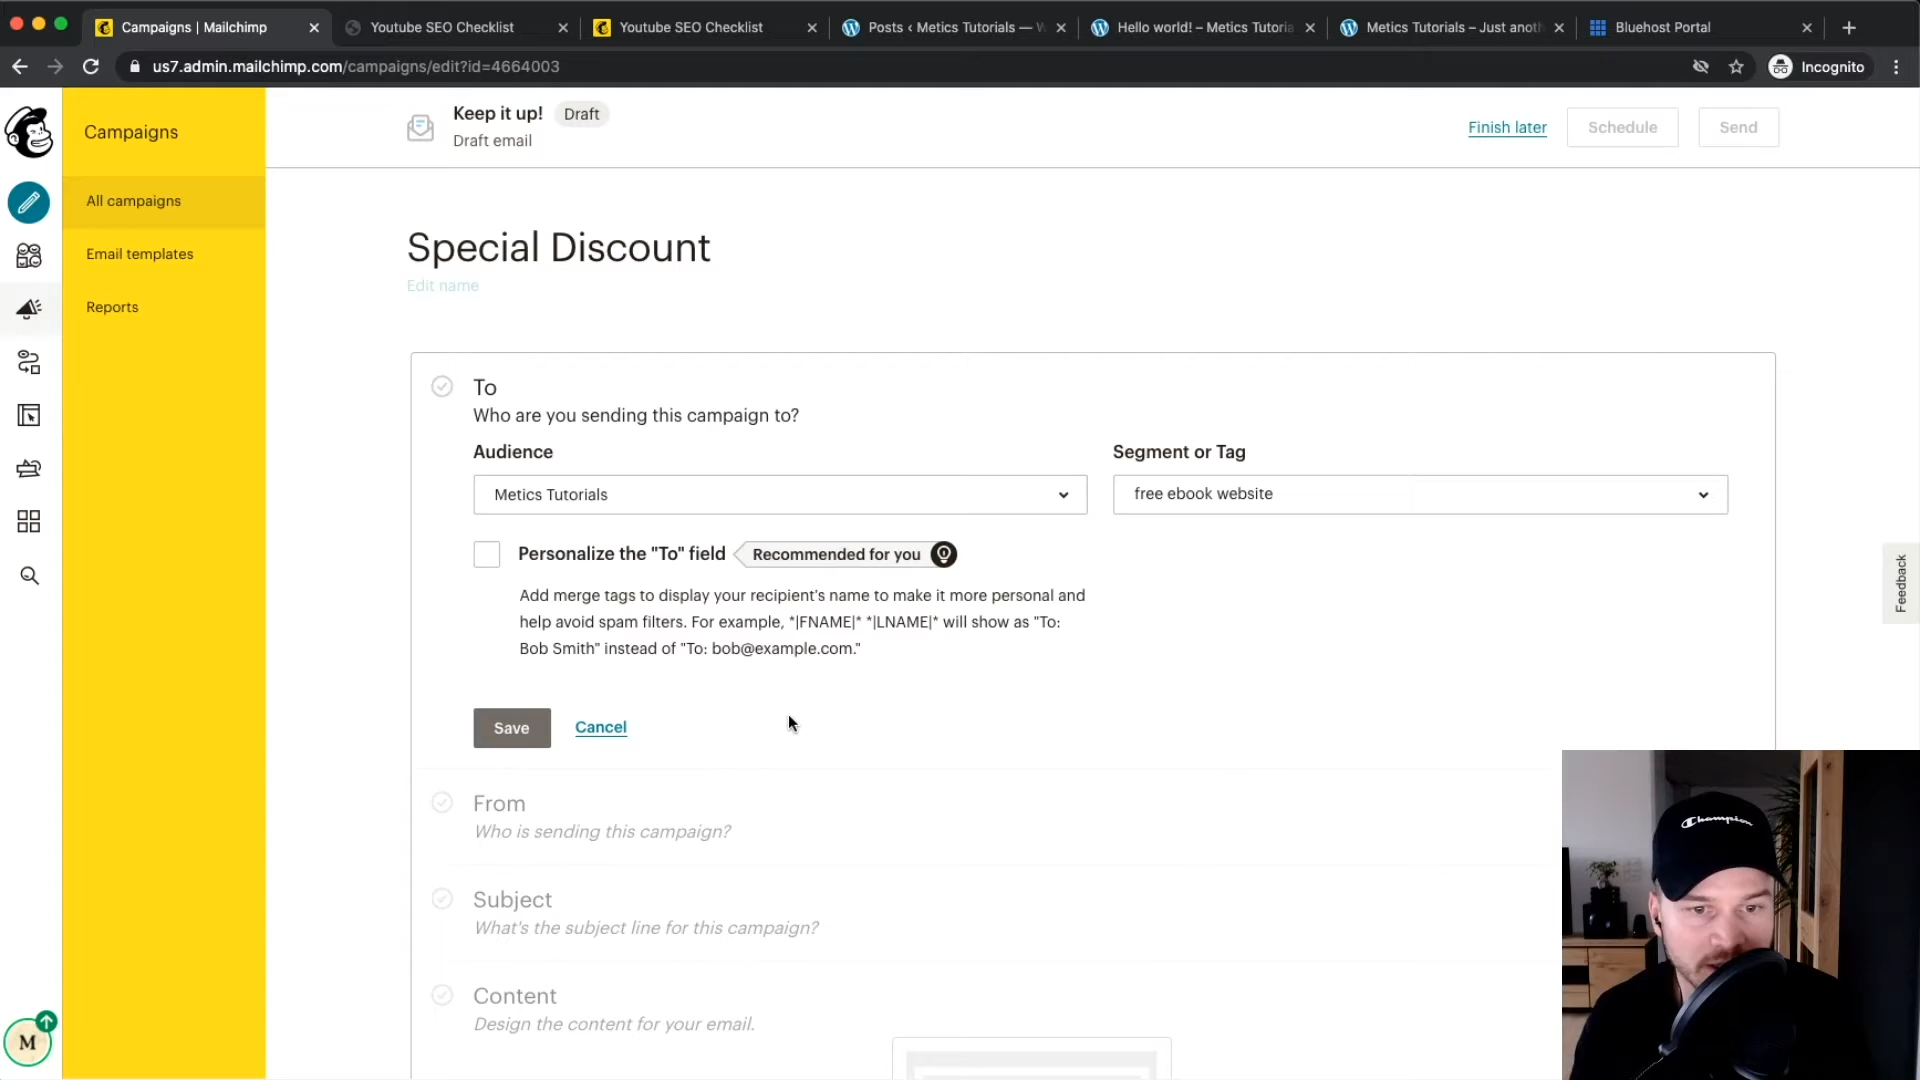 Campaigns | Mailchimp
Youtube SEO Checklist
Youtube SEO Checklist
Posts ‹ Metics Tutorials — W
Hello world! – Metics Tutoria
Metics Tutorials – Just anoth
Bluehost Portal
us7.admin.mailchimp.com/campaigns/edit?id=4664003
Incognito
Campaigns
All campaigns
Email templates
Reports
M
Keep it up! Draft
Draft email
Finish later
Schedule
Send
Special Discount
Edit name
To
Who are you sending this campaign to?
Audience
Segment or Tag
Metics Tutorials
free ebook website
Personalize the "To" field
Recommended for you
Add merge tags to display your recipient's name to make it more personal and
help avoid spam filters. For example, *|FNAME|* *|LNAME|* will show as "To:
Bob Smith" instead of "To: bob@example.com."
Save
Cancel
From
Who is sending this campaign?
Subject
What's the subject line for this campaign?
Content
Design the content for your email.
Feedback
Champion